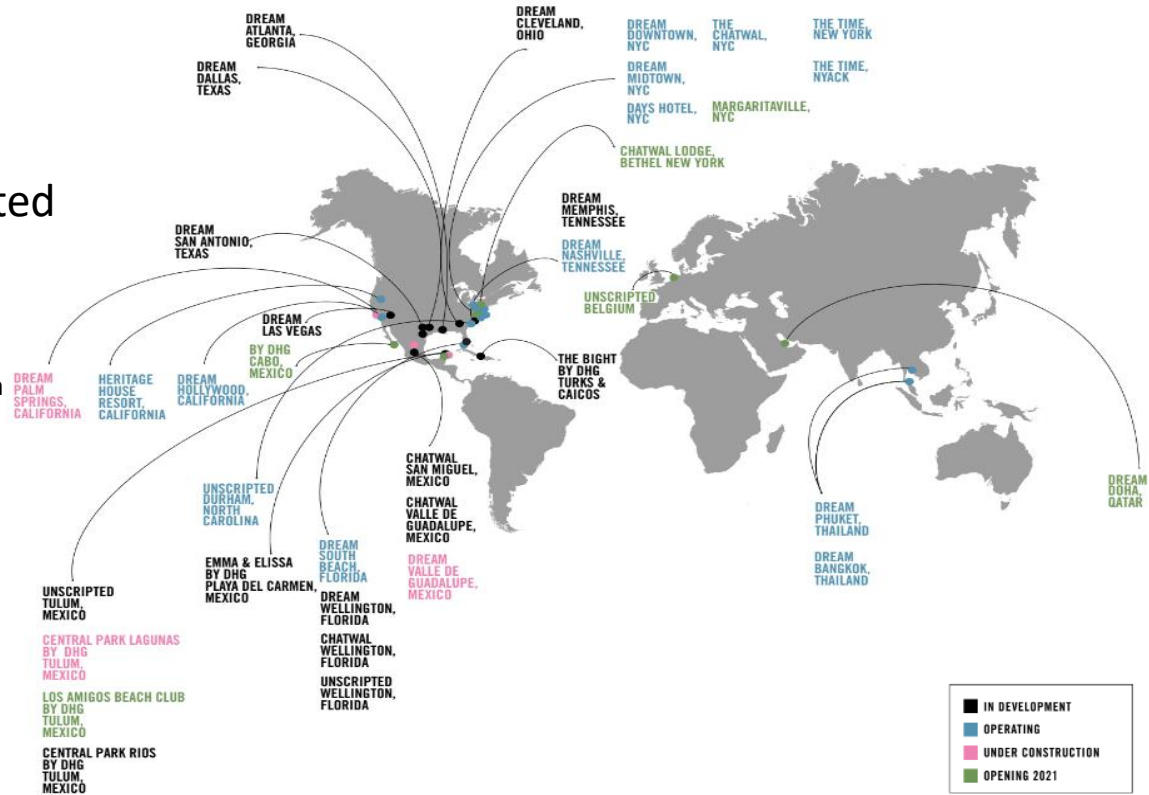 DREAM
ATLANTA,
GEORGIA
DREAM
DALLAS,
TEXAS
DREAM
CLEVELAND,
OHIO
DREAM
DOWNTOWN,
NYC
THE
CHATWAL,
NYC
THE TIME,
NEW YORK
DREAM
MIDTOWN,
NYC
THE TIME,
NYACK
DAYS HOTEL,
NYC
MARGARITAVILLE,
NYC
CHATWAL LODGE,
BETHEL NEW YORK
ted
DREAM
SAN ANTONIO,
TEXAS
DREAM
MEMPHIS,
TENNESSEE
DREAM
NASHVILLE,
TENNESSEE
UNSCRIPTED
BELGIUM
DREAM
LAS VEGAS
BY DHG
CABO,
MEXICO
THE BIGHT
BY DHG
TURKS &
CAICOS
DREAM
PALM
SPRINGS,
CALIFORNIA
HERITAGE
HOUSE
RESORT,
CALIFORNIA
DREAM
HOLLYWOOD,
CALIFORNIA
CHATWAL
SAN MIGUEL,
MEXICO
CHATWAL
VALLE DE
GUADALUPE,
MEXICO
DREAM
VALLE DE
GUADALUPE,
MEXICO
UNSCRIPTED
DURHAM,
NORTH
CAROLINA
DREAM
DOHA,
QATAR
DREAM
PHUKET,
THAILAND
DREAM
BANGKOK,
THAILAND
EMMA & ELISSA
BY DHG
PLAYA DEL CARMEN,
MEXICO
DREAM
SOUTH
BEACH,
FLORIDA
DREAM
WELLINGTON,
FLORIDA
CHATWAL
WELLINGTON,
FLORIDA
UNSCRIPTED
WELLINGTON,
FLORIDA
UNSCRIPTED
TULUM,
MEXICO
CENTRAL PARK LAGUNAS
BY DHG
TULUM,
MEXICO
LOS AMIGOS BEACH CLUB
BY DHG
TULUM,
MEXICO
CENTRAL PARK RIOS
BY DHG
TULUM,
MEXICO
IN DEVELOPMENT
OPERATING
UNDER CONSTRUCTION
OPENING 2021